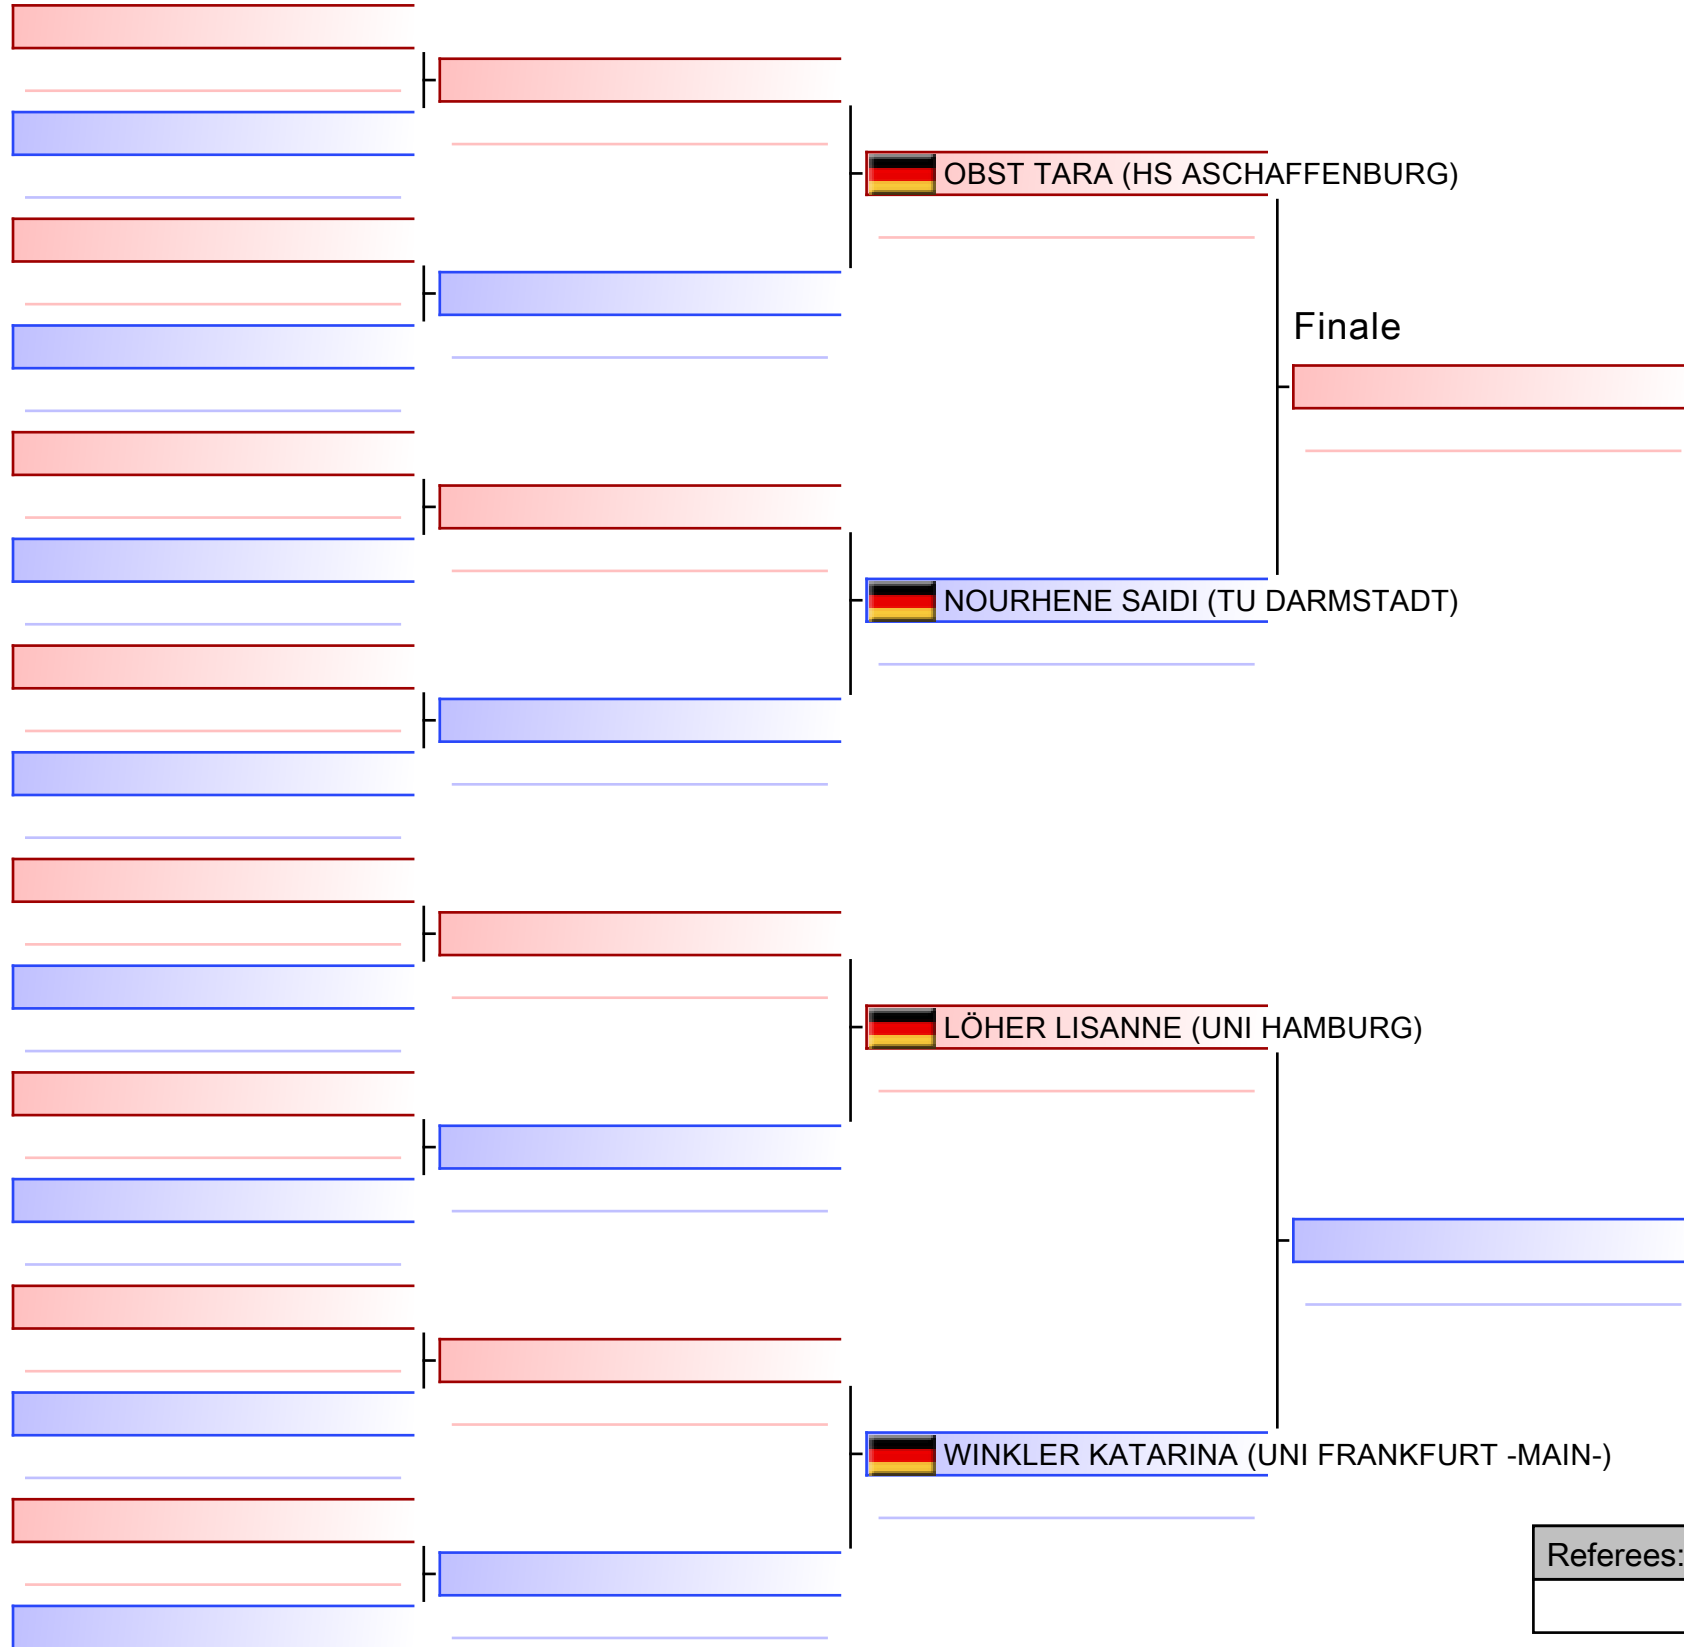 OBST TARA (HS ASCHAFFENBURG)
Finale
NOURHENE SAIDI (TU DARMSTADT)
LÖHER LISANNE (UNI HAMBURG)
WINKLER KATARINA (UNI FRANKFURT -MAIN-)
Referees: